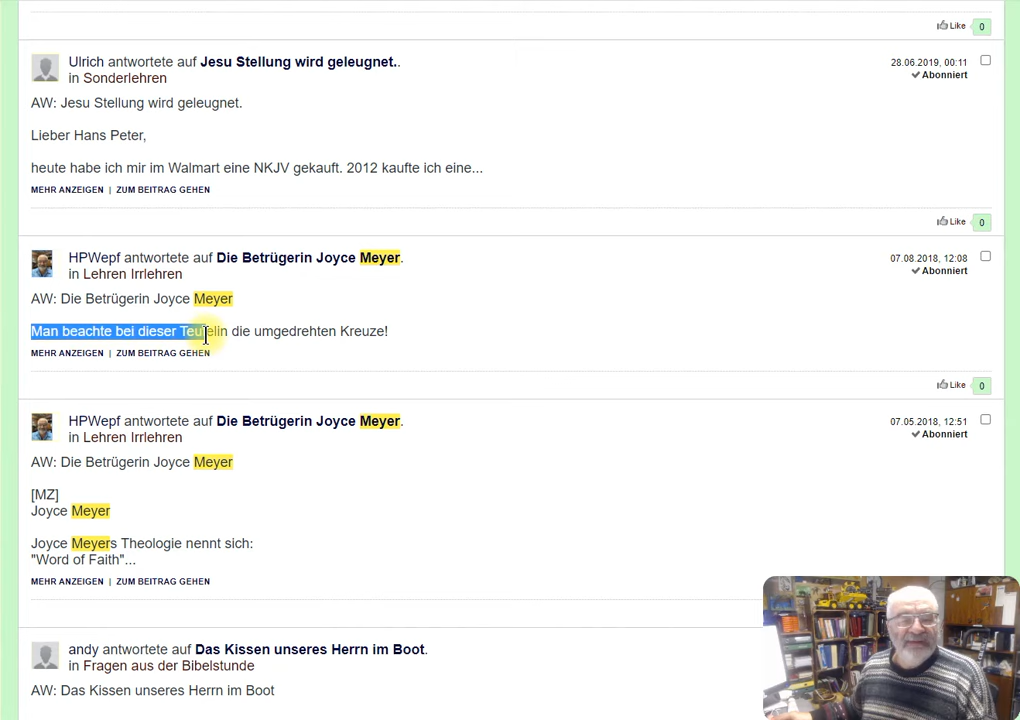 Like 0
Ulrich antwortete auf Jesu Stellung wird geleugnet..
in Sonderlehren
28.06.2019, 00:11
Abonniert
AW: Jesu Stellung wird geleugnet.
Lieber Hans Peter,
heute habe ich mir im Walmart eine NKJV gekauft. 2012 kaufte ich eine...
MEHR ANZEIGEN | ZUM BEITRAG GEHEN
Like 0
HPWepf antwortete auf Die Betrügerin Joyce Meyer.
in Lehren Irrlehren
07.08.2018, 12:08
Abonniert
AW: Die Betrügerin Joyce Meyer
Man beachte bei dieser Teufelin die umgedrehten Kreuze!
MEHR ANZEIGEN | ZUM BEITRAG GEHEN
Like 0
HPWepf antwortete auf Die Betrügerin Joyce Meyer.
in Lehren Irrlehren
07.05.2018, 12:51
Abonniert
AW: Die Betrügerin Joyce Meyer
[MZ]
Joyce Meyer
Joyce Meyers Theologie nennt sich:
"Word of Faith"...
MEHR ANZEIGEN | ZUM BEITRAG GEHEN
andy antwortete auf Das Kissen unseres Herrn im Boot.
in Fragen aus der Bibelstunde
AW: Das Kissen unseres Herrn im Boot